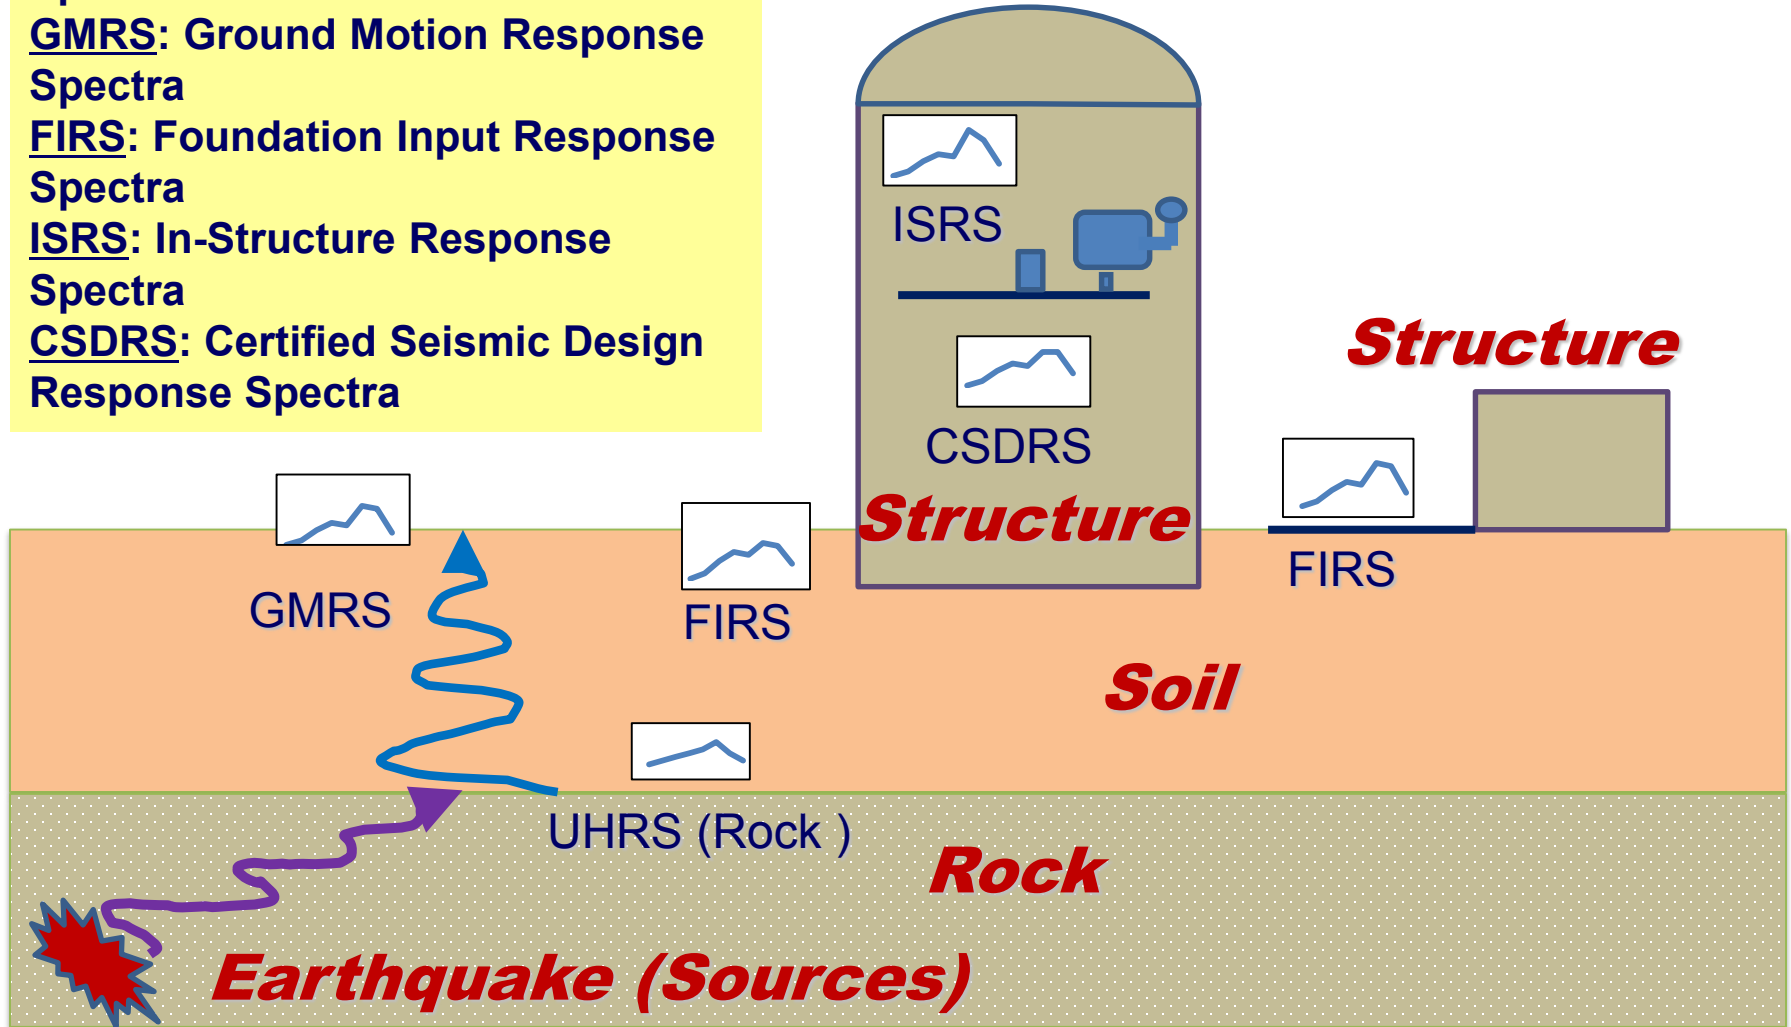 GMRS: Ground Motion Response
Spectra
FIRS: Foundation Input Response
Spectra
ISRS: In-Structure Response
Spectra
CSDRS: Certified Seismic Design
Response Spectra
ISRS
Structure
CSDRS
Structure
FIRS
GMRS
FIRS
Soil
UHRS (Rock )
Rock
Earthquake (Sources)